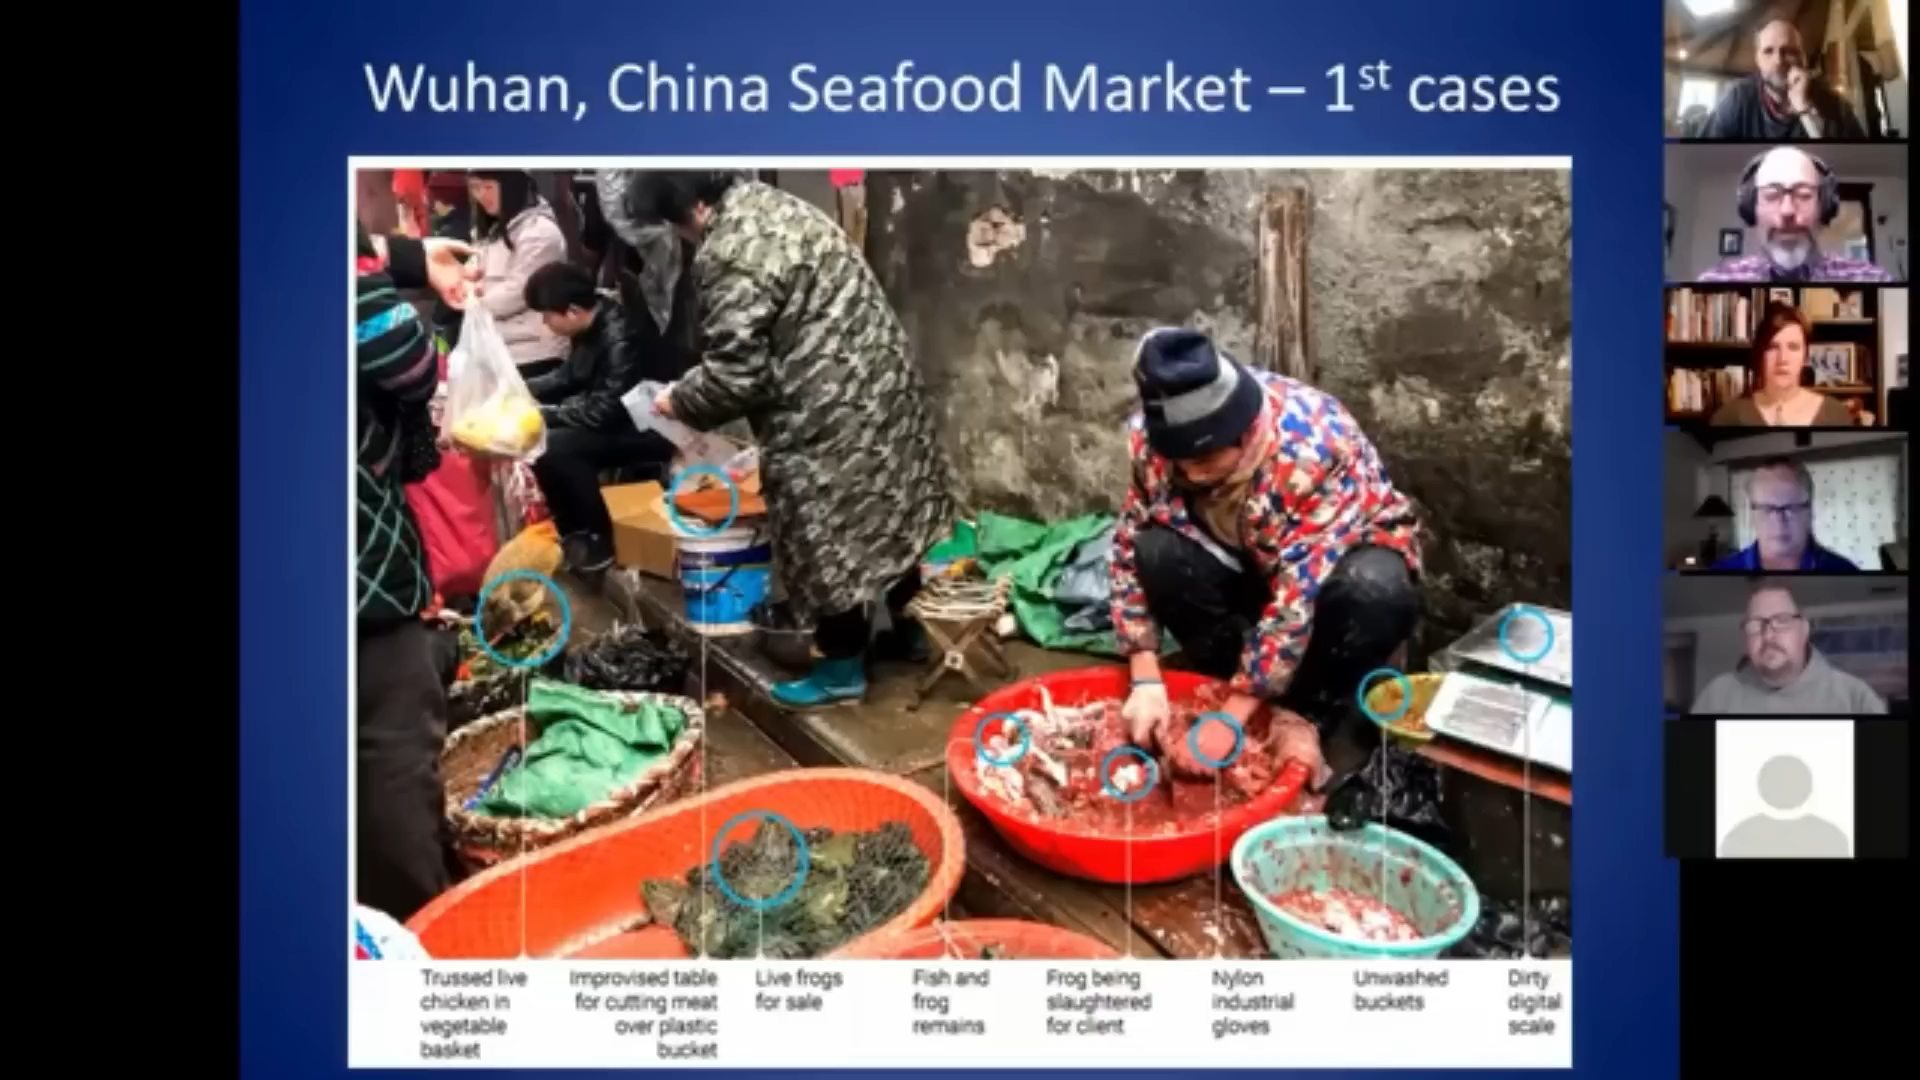 Wuhan, China Seafood Market – 1st cases
Trussed live
chicken in
vegetable
basket
Improvised table
for cutting meat
over plastic
bucket
Live frogs
for sale
Fish and
frog
remains
Frog being
slaughtered
for client
Nylon
industrial
gloves
Unwashed
buckets
Dirty
digital
scale